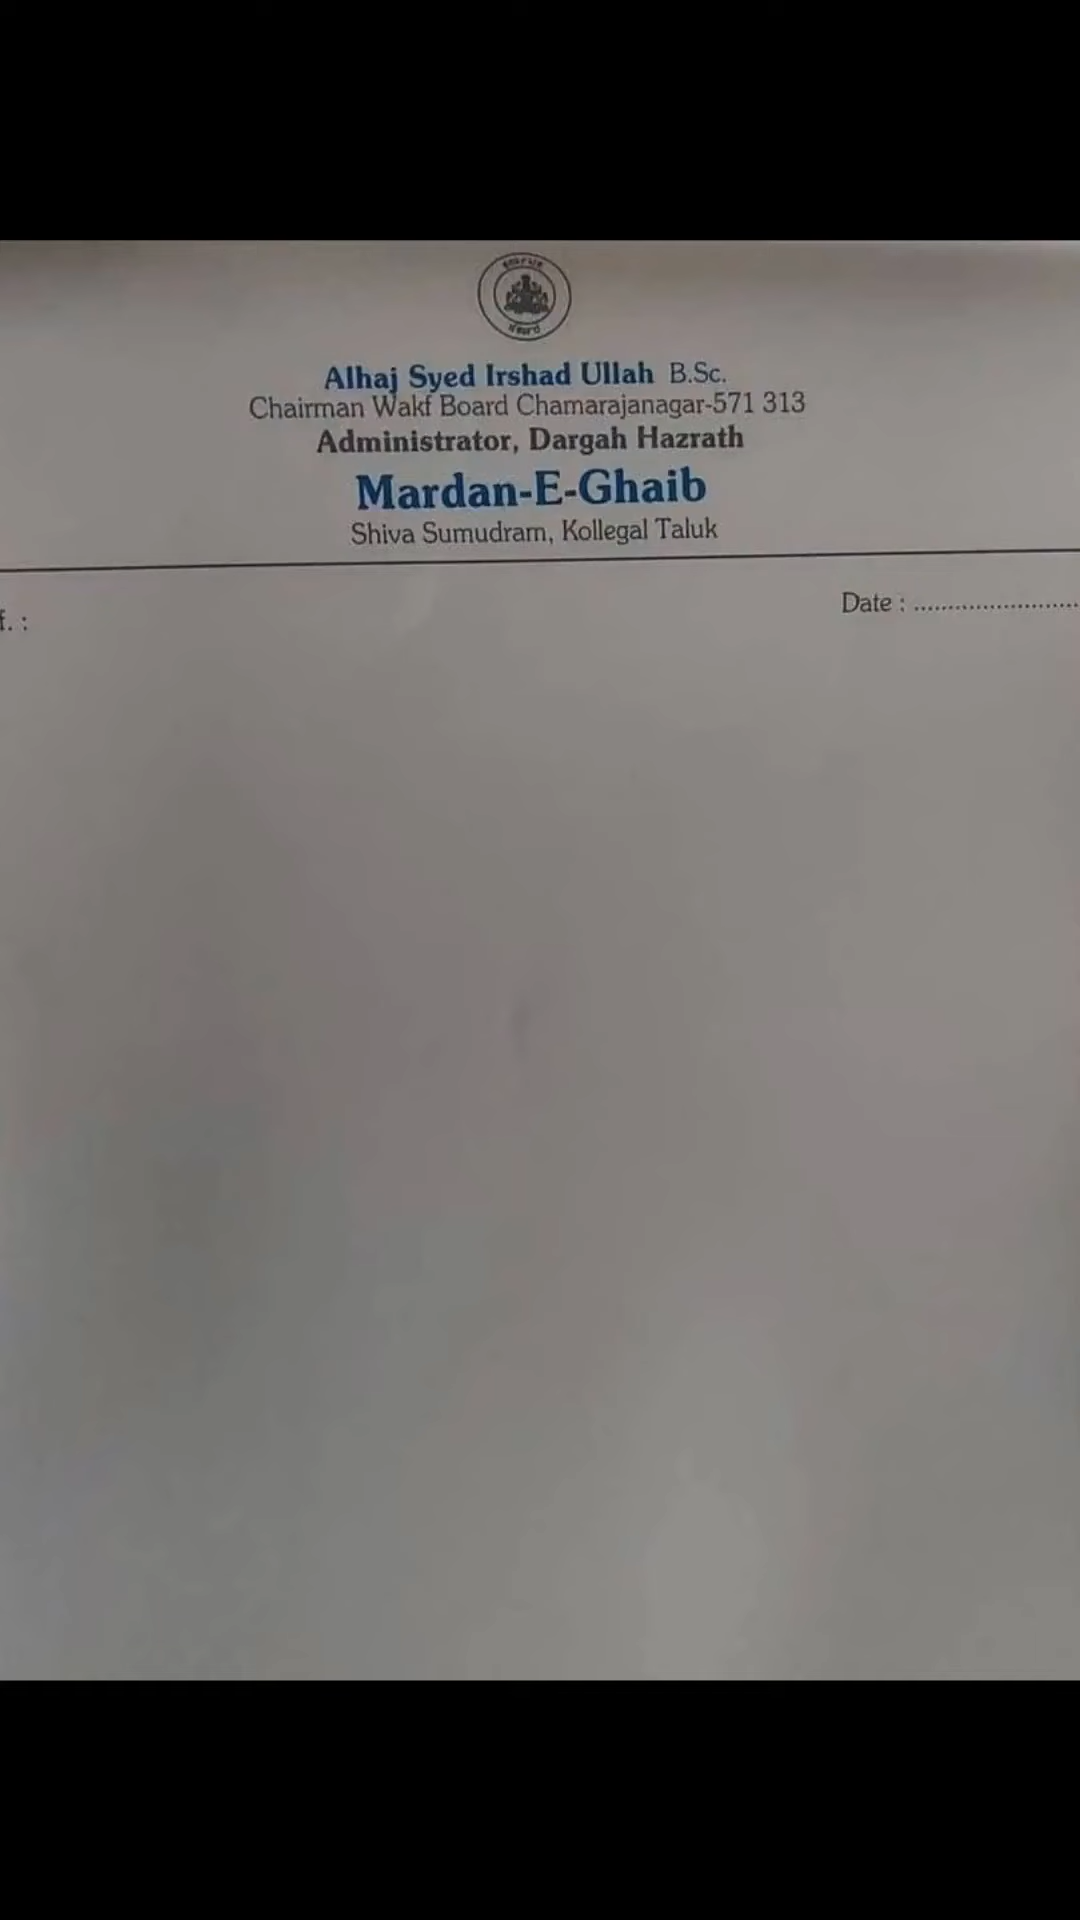 Alhaj Syed Irshad Ullah B.Sc.
Chairman Wakf Board Chamarajanagar-571 313
Administrator, Dargah Hazrath
Mardan-E-Ghaib
Shiva Sumudram, Kollegal Taluk
Date : ........................
f. :